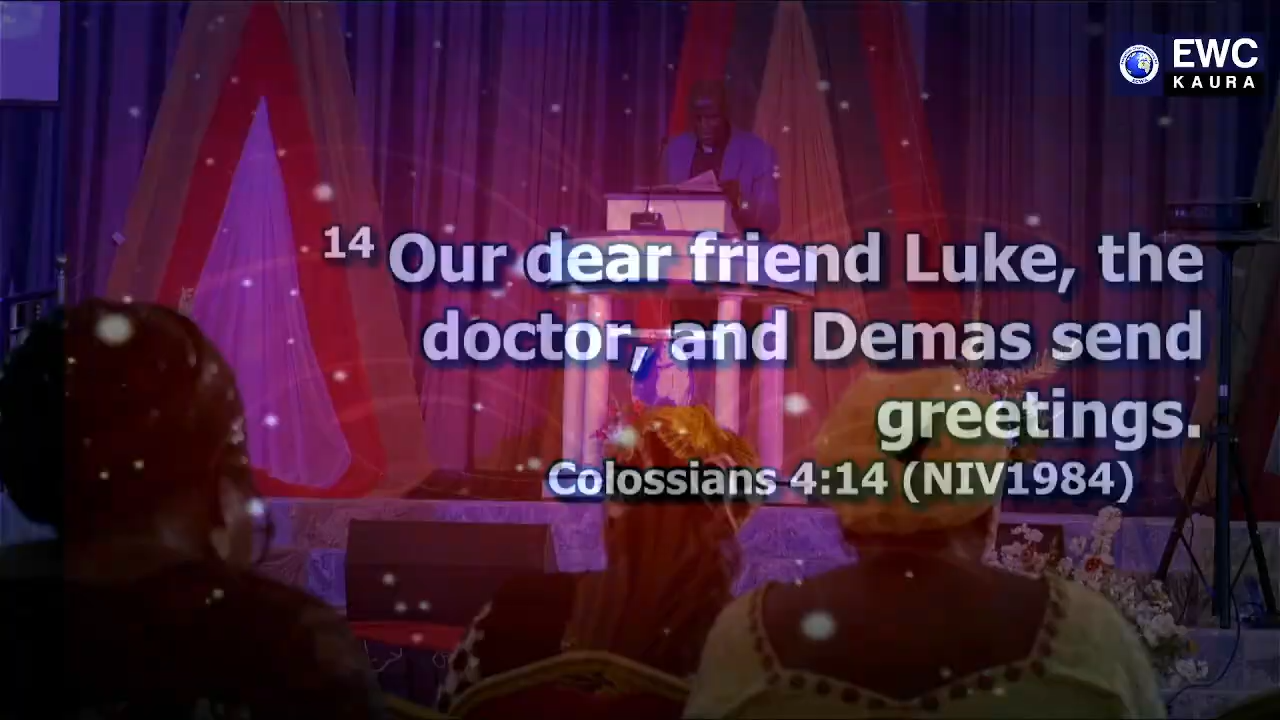 EWC
KAURA
14 Our dear friend Luke, the
doctor, and Demas send
greetings.
Colossians 4:14 (NIV1984)